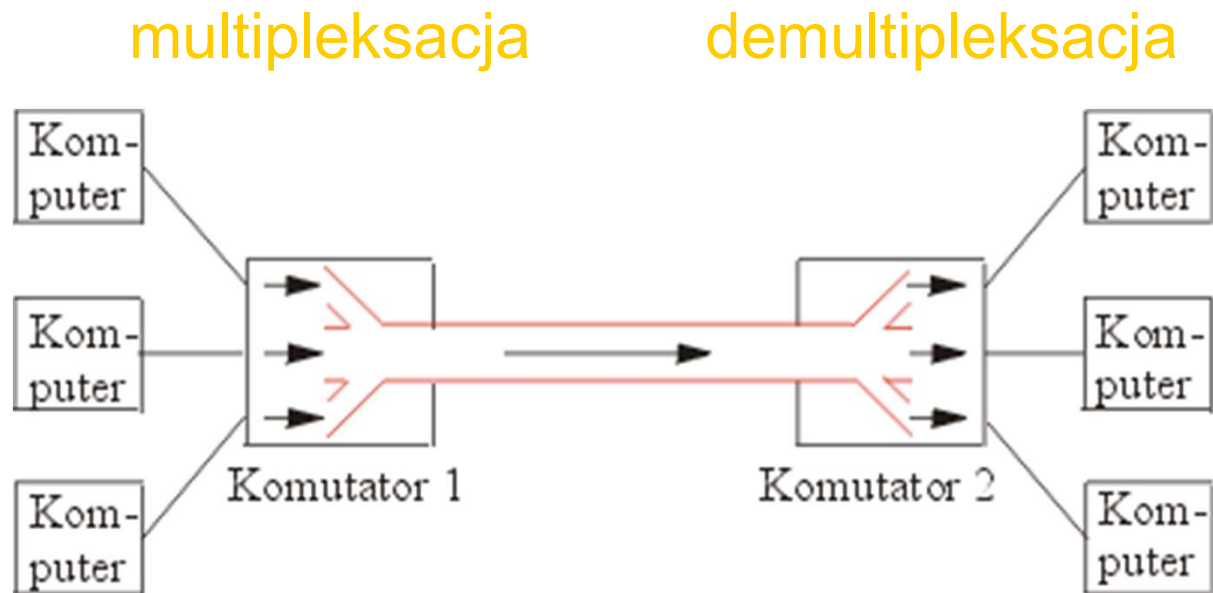 multipleksacja demultipleksacja
Kom-
puter
Kom-
puter
Kom-
puter
Komutator 1
Komutator 2
Kom-
puter
Kom-
puter
Kom-
puter